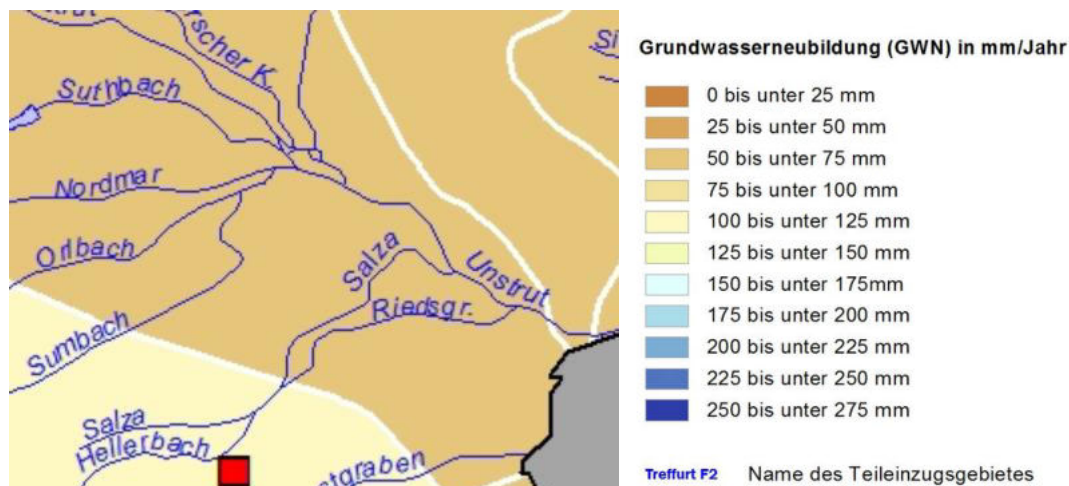 rscher K.
Suthbach
Nordmar
Orlbach
Salza
Unstrut
Riedsgr.
Sumbach
Salza
Hellerbach
tgraben
Si
Grundwasserneubildung (GWN) in mm/Jahr
0 bis unter 25 mm
25 bis unter 50 mm
50 bis unter 75 mm
75 bis unter 100 mm
100 bis unter 125 mm
125 bis unter 150 mm
150 bis unter 175mm
175 bis unter 200 mm
200 bis unter 225 mm
225 bis unter 250 mm
250 bis unter 275 mm
Treffurt F2 Name des Teileinzugsgebietes